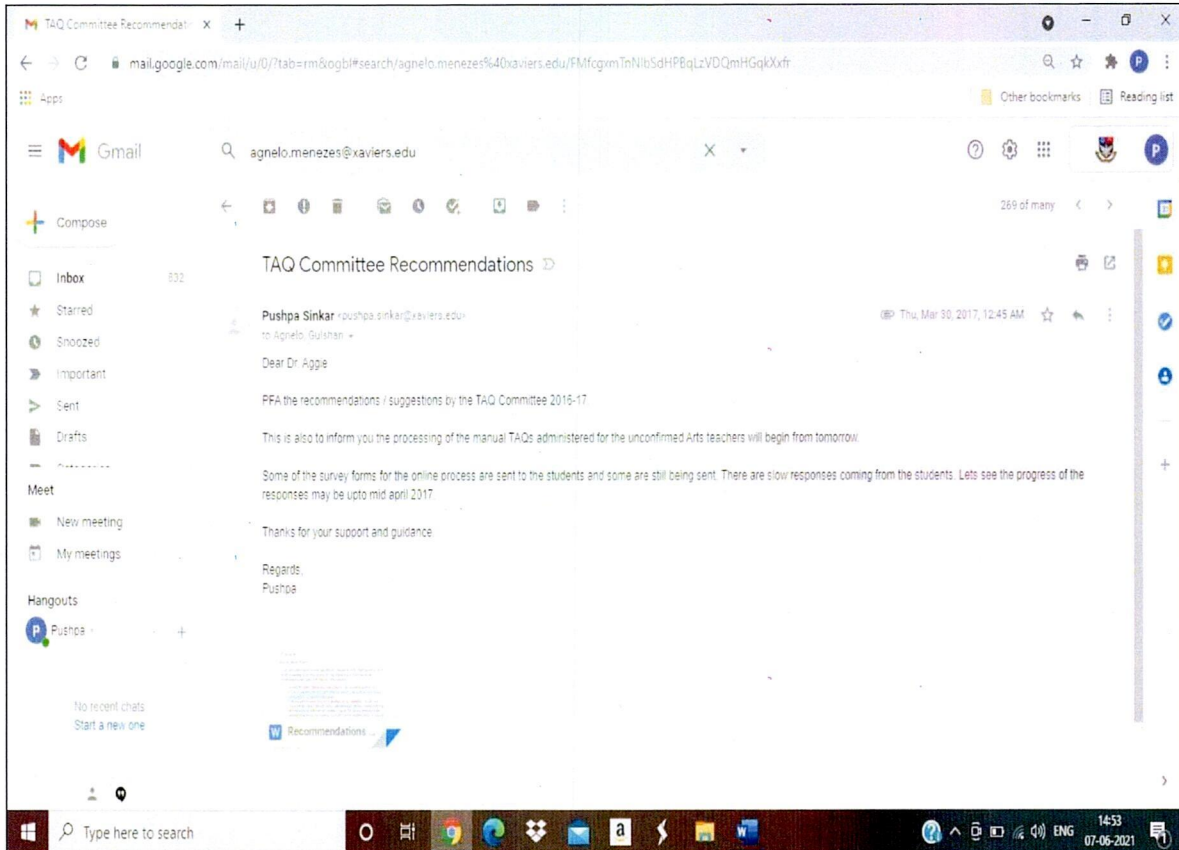 TAQ Committee Recommendat
mail.google.com/mail/u/0/?tab=rm&ogbl#search/agnelo.menezes%40xaviers.edu/
Apps
Other bookmarks
Reading list
Gmail
agnelo.menezes@xaviers.edu
P
Compose
269 of many
TAQ Committee Recommendations
Inbox
Starred
Snoozed
Important
Sent
Drafts
Pushpa Sinkar <pushpa.sinkar@xaviers.edu>
Thu, Mar 30, 2017, 12:45 AM
to Agnelo, Gulshan
Dear Dr. Aggie
PFA the recommendations / suggestions by the TAQ Committee 2016-17
This is also to inform you the processing of the manual TAQs administered for the unconfirmed Arts teachers will begin from tomorrow.
Some of the survey forms for the online process are sent to the students and some are still being sent. There are slow responses coming from the students. Lets see the progress of the
responses may be upto mid april 2017.
Thanks for your support and guidance
Regards,
Pushpa
Meet
New meeting
My meetings
Hangouts
P Pushpa
No recent chats
Start a new one
W Recommendations ...
Type here to search
ENG
14:53
07-06-2021